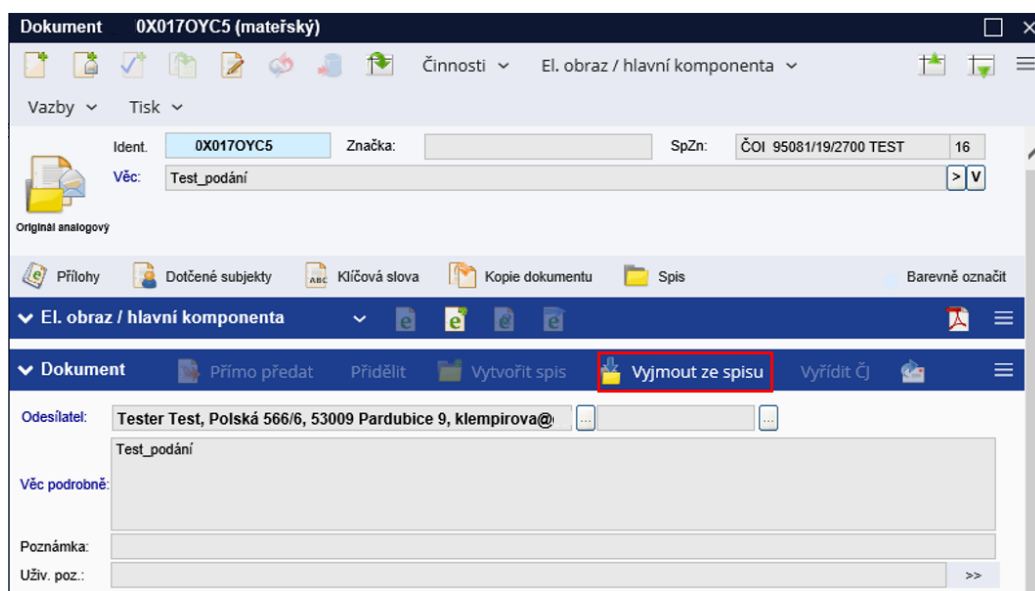 Dokument 0X017OYC5 (mateřský)
Činnosti El. obraz / hlavní komponenta
Vazby Tisk
Ident. 0X017OYC5 Značka: SpZn: ČOI 95081/19/2700 TEST 16
Věc: Test_podání > V
Originál analogový
Přílohy Dotčené subjekty ABC Klíčová slova Kopie dokumentu Spis Barevně označit
El. obraz / hlavní komponenta
Dokument Přímo předat Přidělit Vytvořit spis Vyjmout ze spisu Vyřídit ČJ
Odesílatel: Tester Test, Polská 566/6, 53009 Pardubice 9, klempirova@ ... ...
Test_podání
Věc podrobně:
Poznámka:
Uživ. poz.: >>